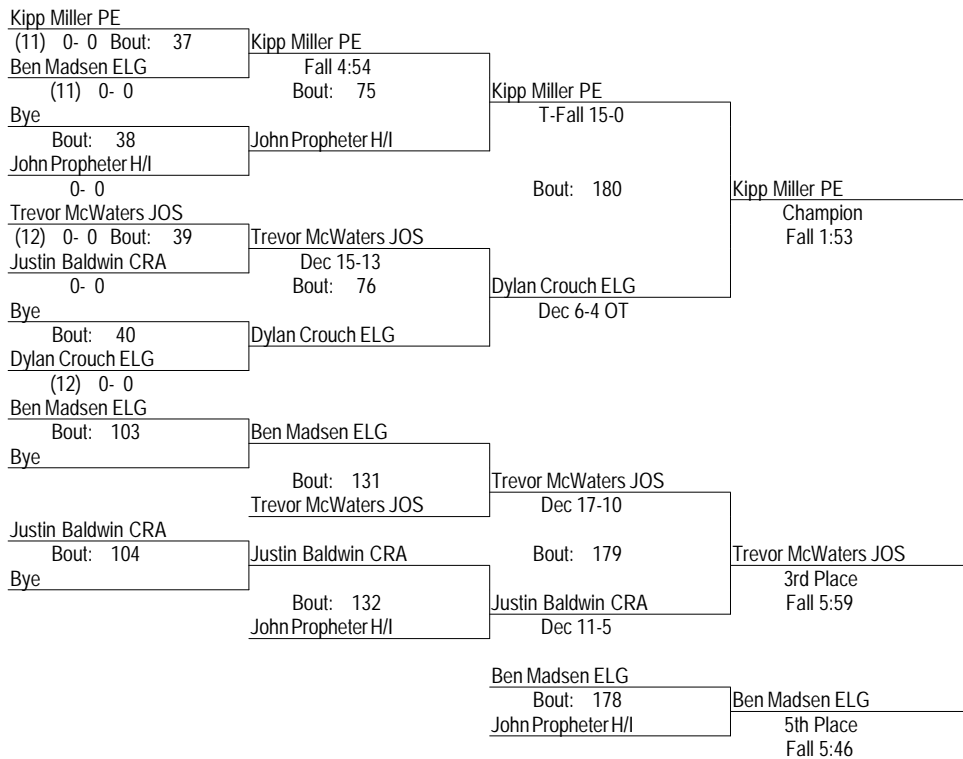 Kipp Miller PE
(11) 0- 0 Bout: 37
Ben Madsen ELG
(11) 0- 0
Bye
Bout: 38
John Propheter H/I
0- 0
Trevor McWaters JOS
(12) 0- 0 Bout: 39
Justin Baldwin CRA
0- 0
Bye
Bout: 40
Dylan Crouch ELG
(12) 0- 0
Kipp Miller PE
Fall 4:54
Bout: 75
John Propheter H/I
Trevor McWaters JOS
Dec 15-13
Bout: 76
Dylan Crouch ELG
Kipp Miller PE
T-Fall 15-0
Bout: 180
Dylan Crouch ELG
Dec 6-4 OT
Kipp Miller PE
Champion
Fall 1:53
Ben Madsen ELG
Bout: 103
Bye
Justin Baldwin CRA
Bout: 104
Bye
Ben Madsen ELG
Bout: 131
Trevor McWaters JOS
Justin Baldwin CRA
Bout: 132
John Propheter H/I
Trevor McWaters JOS
Dec 17-10
Bout: 179
Justin Baldwin CRA
Dec 11-5
Trevor McWaters JOS
3rd Place
Fall 5:59
Ben Madsen ELG
Bout: 178
John Propheter H/I
Ben Madsen ELG
5th Place
Fall 5:46